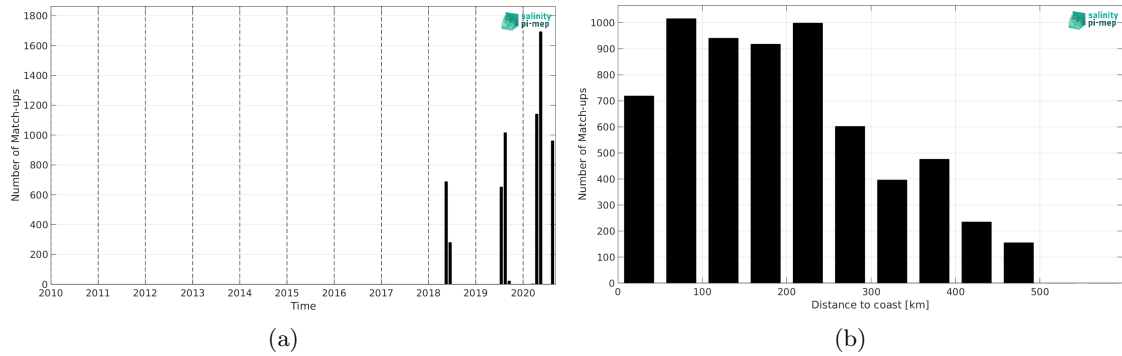 salinity
pi-mep
1800
1600
1400
1200
1000
800
600
400
200
0
Number of Match-ups
2010 2011 2012 2013 2014 2015 2016 2017 2018 2019 2020
Time
(a)
salinity
pi-mep
1000
900
800
700
600
500
400
300
200
100
0
Number of Match-ups
0 100 200 300 400 500
Distance to coast [km]
(b)